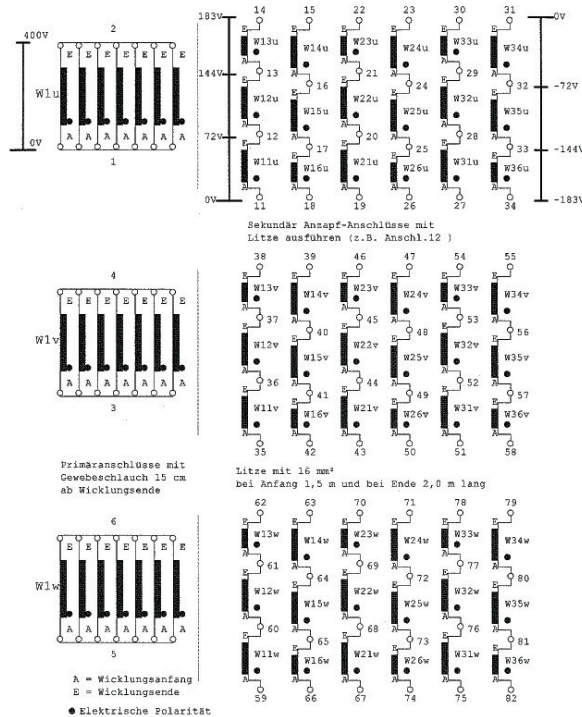 2
400V
E E E E E E E
W1u
A A A A A A A
0V
1
183V 14 15 22 23 30 31 0V
E E E E E E
W13u W14u W23u W24u W33u W34u
144V 13 16 21 24 29 32 -72V
W12u W15u W22u W25u W32u W35u
72V 12 17 20 25 28 33 -144V
W11u W16u W21u W26u W31u W36u
A A A A A A
0V 11 18 19 26 27 34 -183V
Sekundär Anzapf-Anschlüsse mit
Litze ausführen (z.B. Anschl.12 )
4
E E E E E E E
W1v
A A A A A A A
3
38 39 46 47 54 55
W13v W14v W23v W24v W33v W34v
37 40 45 48 53 56
W12v W15v W22v W25v W32v W35v
36 41 44 49 52 57
W11v W16v W21v W26v W31v W36v
35 42 43 50 51 58
Primäranschlüsse mit
Gewebeschlauch 15 cm
ab Wicklungsende
Litze mit 16 mm²
bei Anfang 1,5 m und bei Ende 2,0 m lang
6
E E E E E E E
W1w
A A A A A A A
5
62 63 70 71 78 79
W13w W14w W23w W24w W33w W34w
61 64 69 72 77 80
W12w W15w W22w W25w W32w W35w
60 65 68 73 76 81
W11w W16w W21w W26w W31w W36w
59 66 67 74 75 82
A = Wicklungsanfang
E = Wicklungsende
● Elektrische Polarität